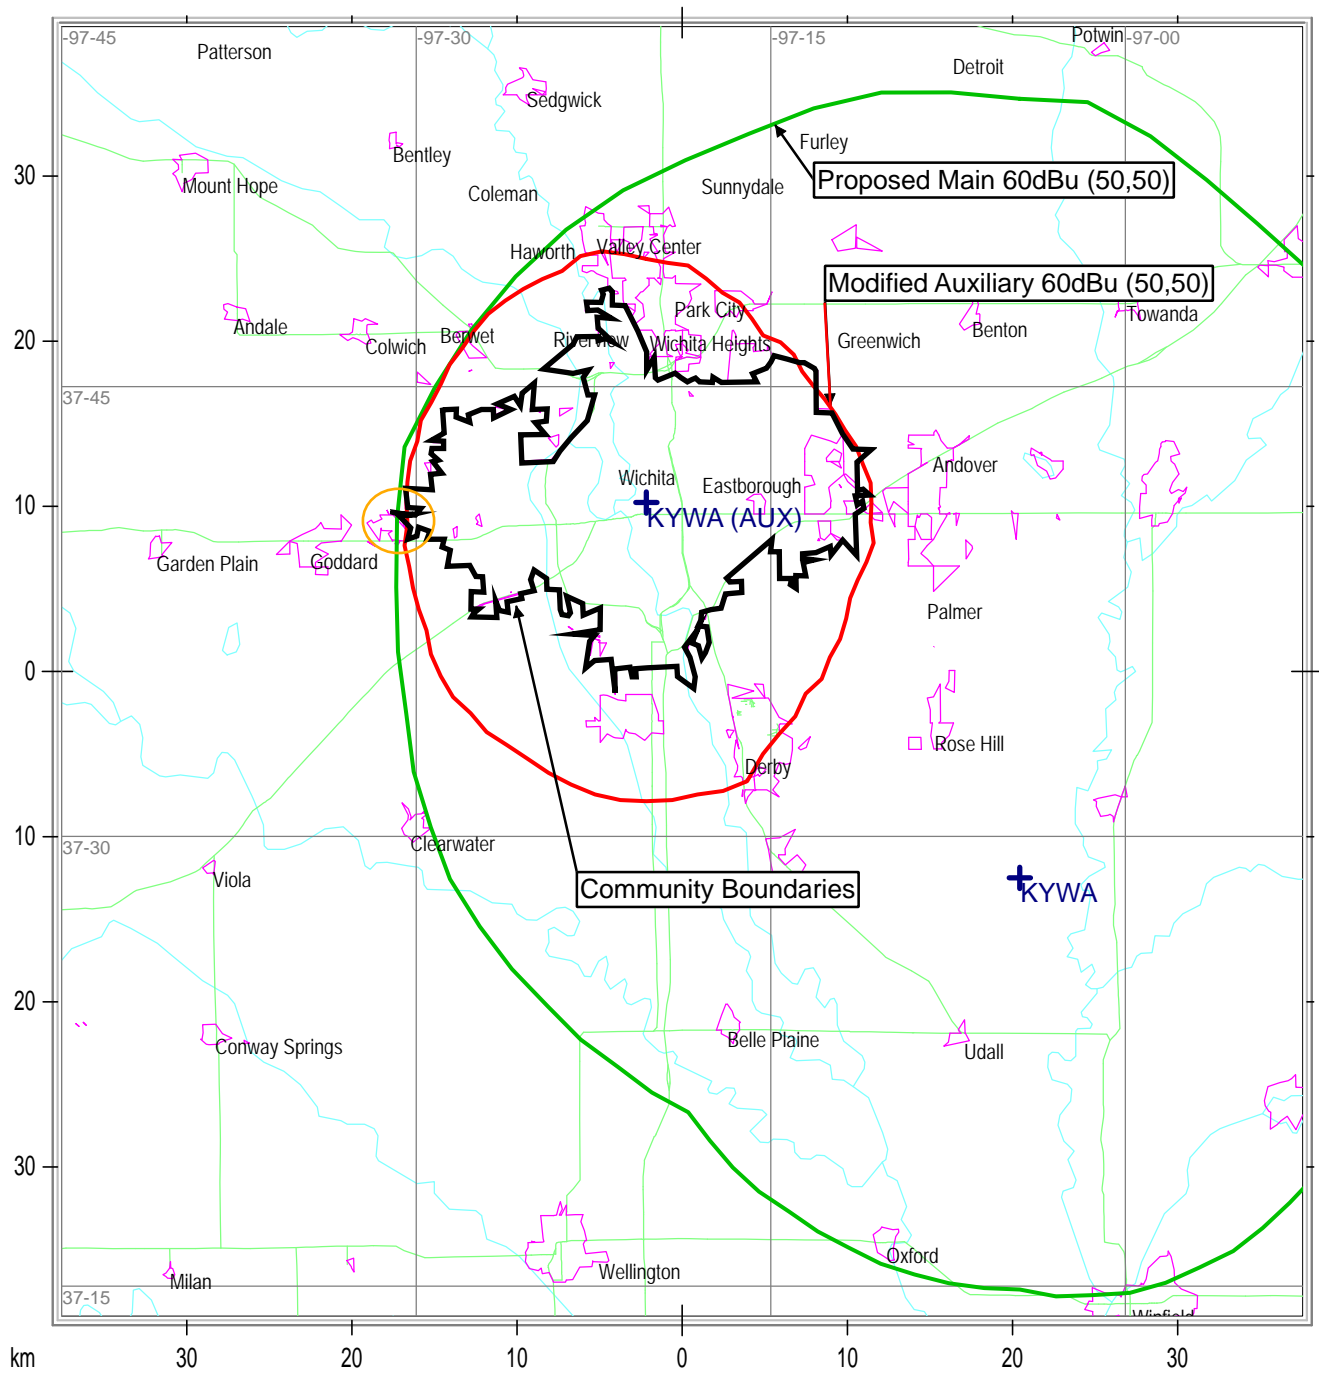 -97-45
-97-30
-97-15
-97-00
Patterson
Potwin
Detroit
Sedgwick
Furley
Bentley
30
Mount Hope
Coleman
Sunnydale
Proposed Main 60dBu (50,50)
Haworth
Valley Center
Modified Auxiliary 60dBu (50,50)
Park City
Towanda
Andale
Benton
20
Colwich
Bentley
Riverview
Wichita Heights
Greenwich
37-45
Wichita
Eastborough
Andover
10
KYWA (AUX)
Garden Plain
Goddard
Palmer
0
Rose Hill
Derby
10
37-30
Clearwater
Viola
Community Boundaries
KYWA
20
Conway Springs
Belle Plaine
Udall
30
Oxford
Wellington
Milan
37-15
Winfield
km
30
20
10
0
10
20
30